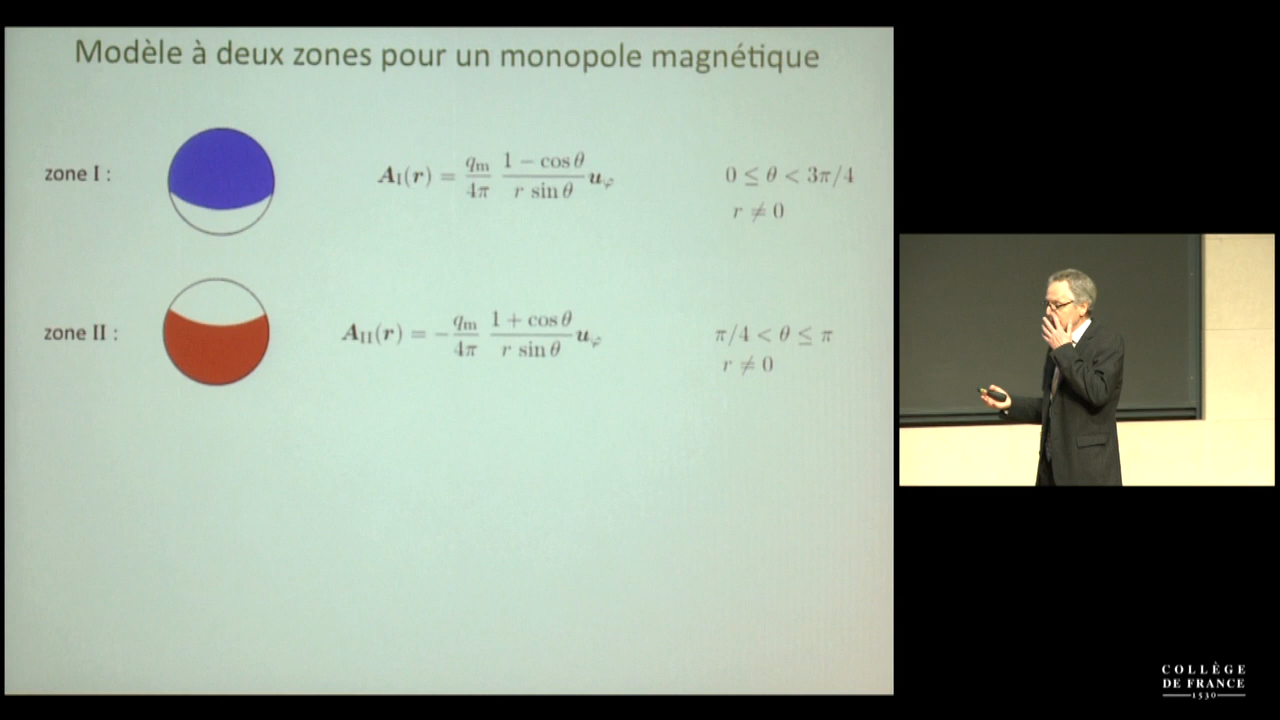 Modèle à deux zones pour un monopole magnétique
zone I :
A_I(r) = q_m/4π (1 − cos θ)/(r sin θ) u_φ
0 ≤ θ < 3π/4
r ≠ 0
zone II :
A_II(r) = − q_m/4π (1 + cos θ)/(r sin θ) u_φ
π/4 < θ ≤ π
r ≠ 0
COLLÈGE
DE FRANCE
1530